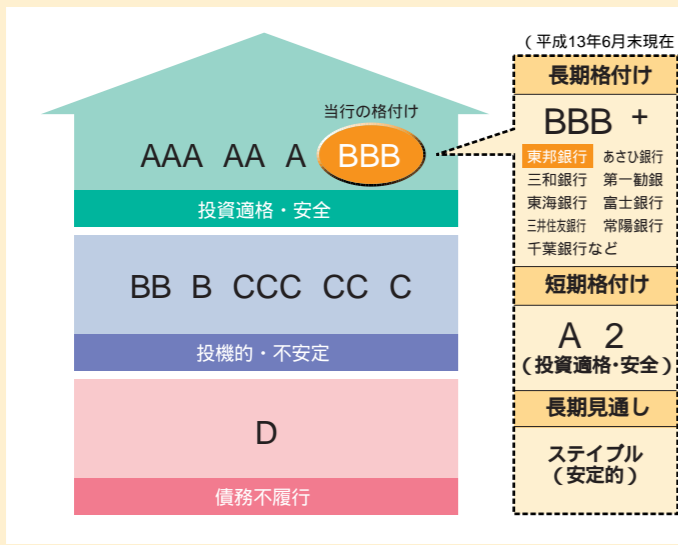 当行の格付け
AAA AA A BBB
投資適格・安全
BB B CCC CC C
投機的・不安定
D
債務不履行
(平成13年6月末現在
長期格付け
BBB +
東邦銀行 あさひ銀行
三和銀行 第一勧銀
東海銀行 富士銀行
三井住友銀行 常陽銀行
千葉銀行など
短期格付け
A 2
(投資適格・安全)
長期見通し
ステイブル
(安定的)